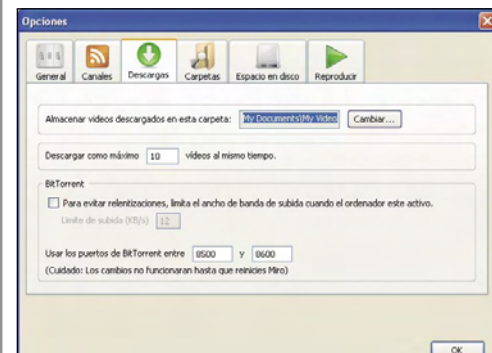 Opciones
General Canales Descargas Carpetas Espacio en disco Reproducir
Almacenar videos descargados en esta carpeta: My Documents\My Video Cambiar...
Descargar como máximo 10 vídeos al mismo tiempo.
BitTorrent
Para evitar relentizaciones, limita el ancho de banda de subida cuando el ordenador este activo.
Limite de subida (KB/s) 12
Usar los puertos de BitTorrent entre 8500 y 8600
(Cuidado: Los cambios no funcionaran hasta que reinicies Miro)
OK